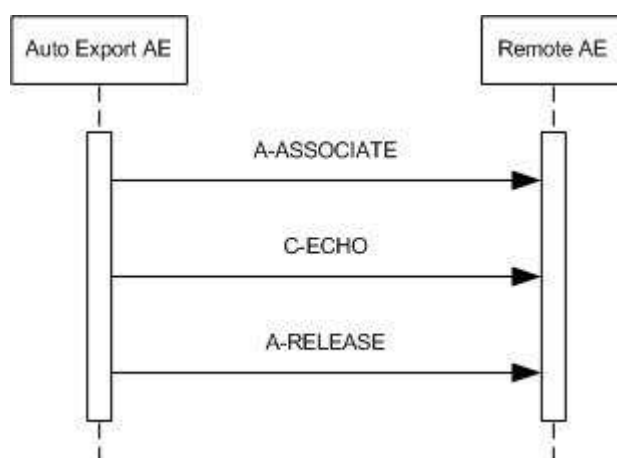 Auto Export AE
Remote AE
A-ASSOCIATE
C-ECHO
A-RELEASE